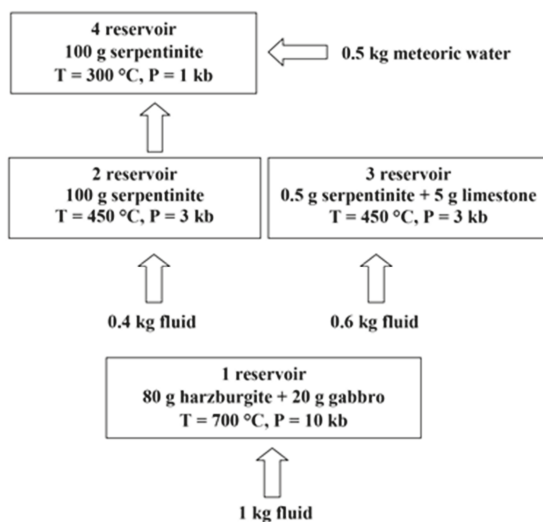 4 reservoir
100 g serpentinite
T = 300 °C, P = 1 kb
0.5 kg meteoric water
2 reservoir
100 g serpentinite
T = 450 °C, P = 3 kb
3 reservoir
0.5 g serpentinite + 5 g limestone
T = 450 °C, P = 3 kb
0.4 kg fluid
0.6 kg fluid
1 reservoir
80 g harzburgite + 20 g gabbro
T = 700 °C, P = 10 kb
1 kg fluid